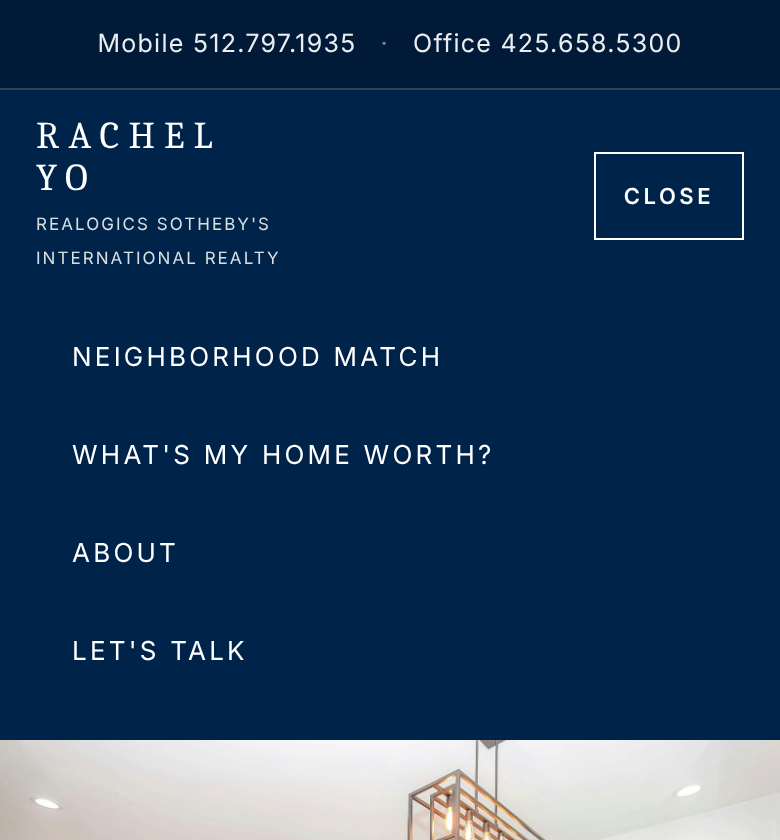 Mobile 512.797.1935 · Office 425.658.5300
RACHEL
YO
REALOGICS SOTHEBY'S
INTERNATIONAL REALTY
CLOSE
NEIGHBORHOOD MATCH
WHAT'S MY HOME WORTH?
ABOUT
LET'S TALK